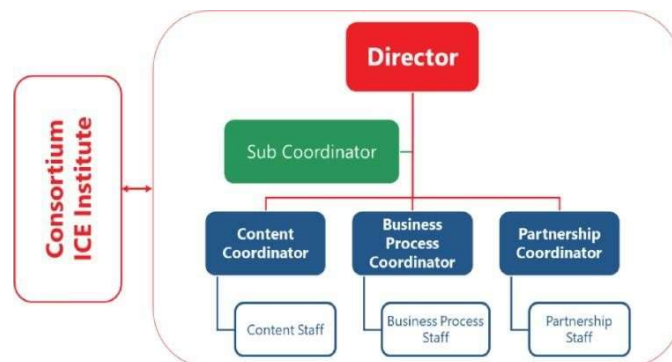 Consortium
ICE Institute
Director
Sub Coordinator
Content
Coordinator
Business
Process
Coordinator
Partnership
Coordinator
Content Staff
Business Process
Staff
Partnership
Staff